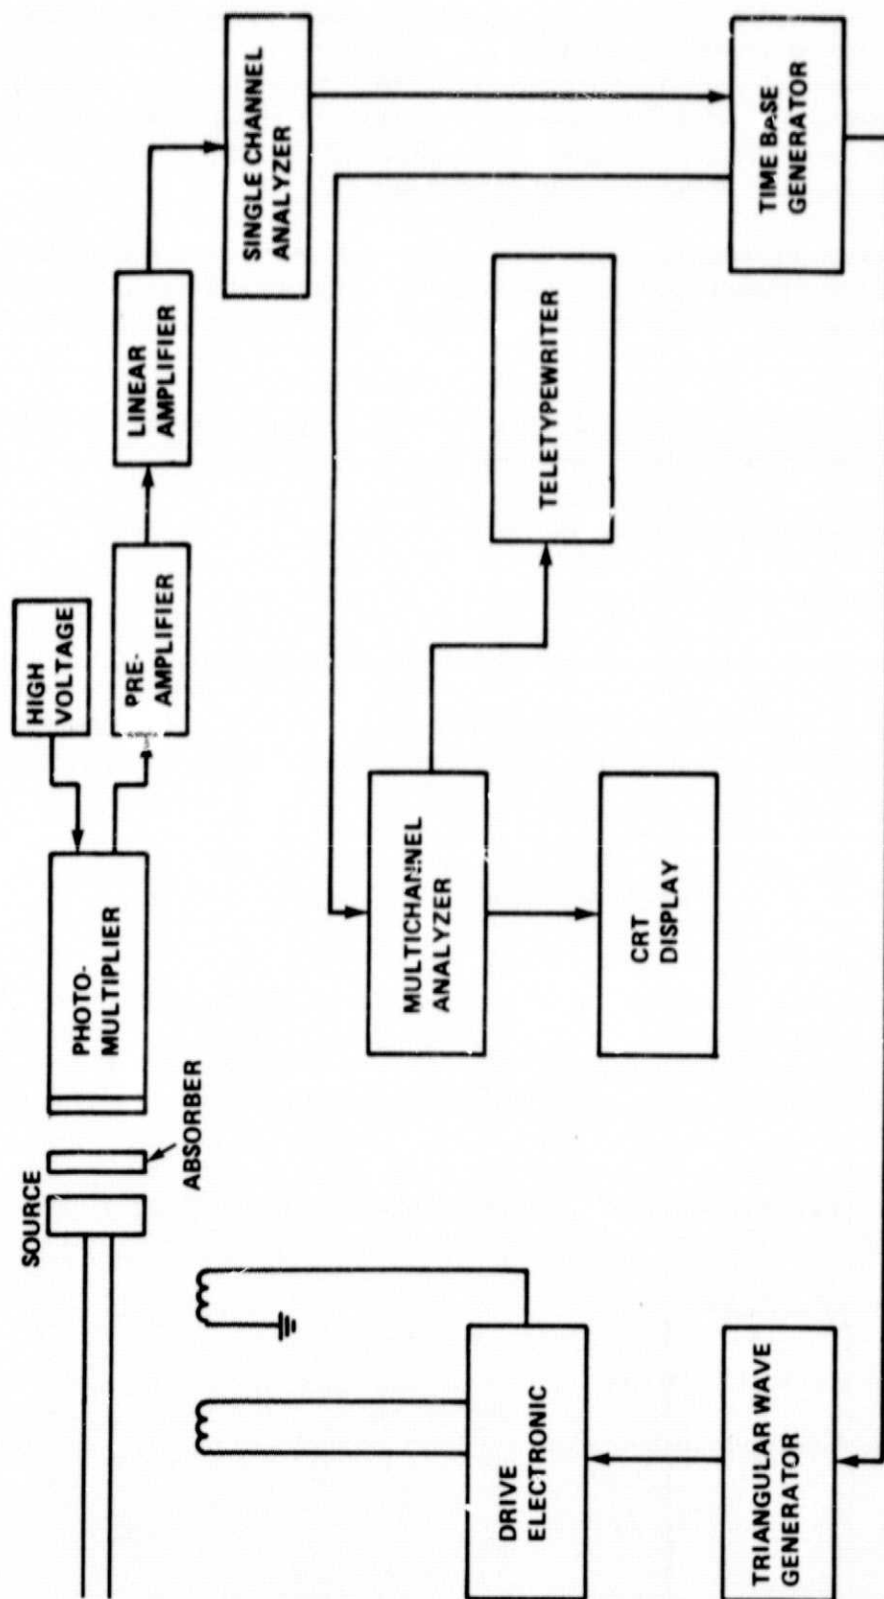 SOURCE
ABSORBER
PHOTO-
MULTIPLIER
HIGH
VOLTAGE
PRE-
AMPLIFIER
LINEAR
AMPLIFIER
SINGLE CHANNEL
ANALYZER
MULTICHANNEL
ANALYZER
TELETYPEWRITER
CRT
DISPLAY
TIME BASE
GENERATOR
DRIVE
ELECTRONIC
TRIANGULAR WAVE
GENERATOR